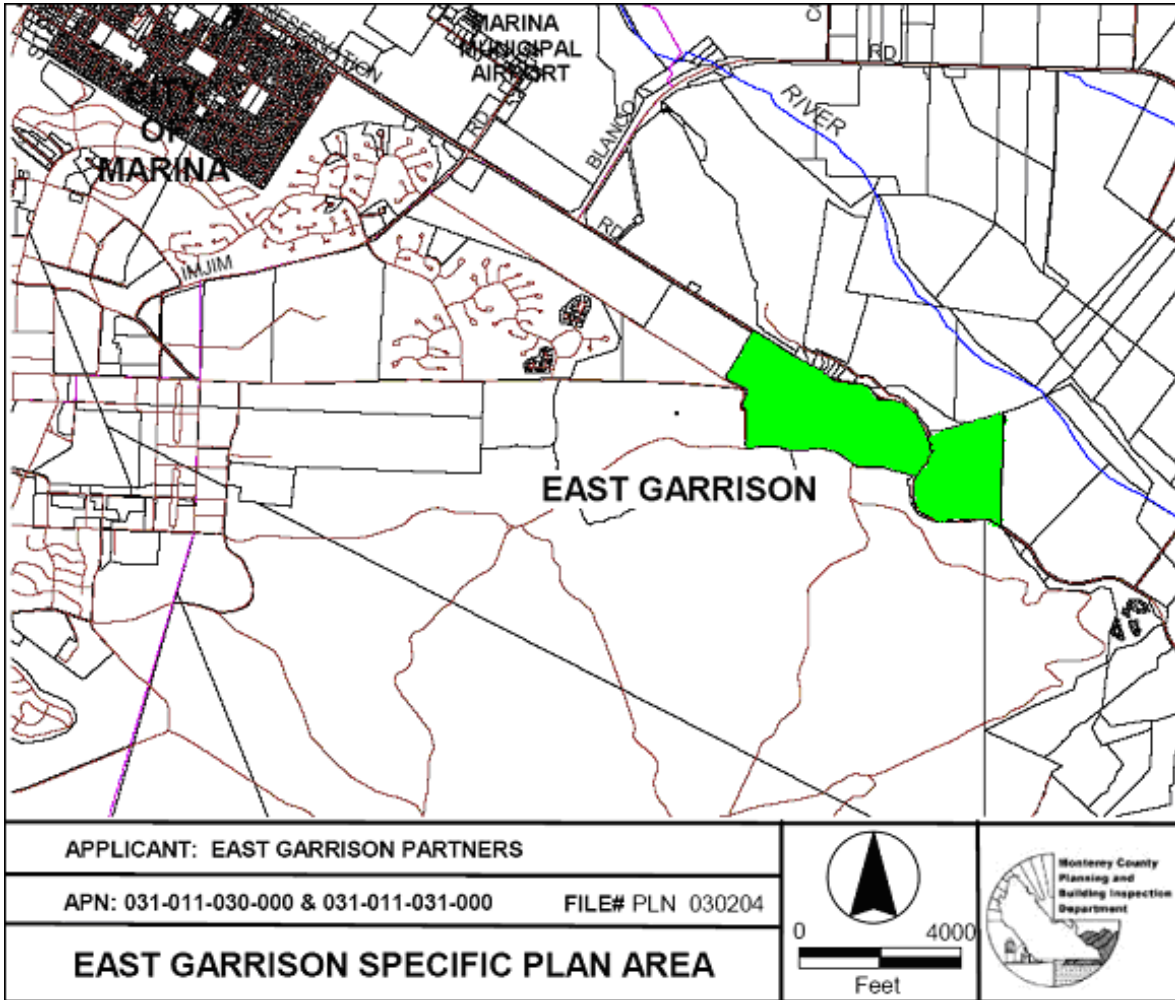 RESERVATION
MARINA
MUNICIPAL
AIRPORT
RD
CITY
OF
MARINA
RD
BLANCO
RIVER
RD
IMJIM
EAST GARRISON
APPLICANT: EAST GARRISON PARTNERS
APN: 031-011-030-000 & 031-011-031-000
FILE# PLN 030204
EAST GARRISON SPECIFIC PLAN AREA
0
4000
Feet
Monterey County
Planning and
Building Inspection
Department